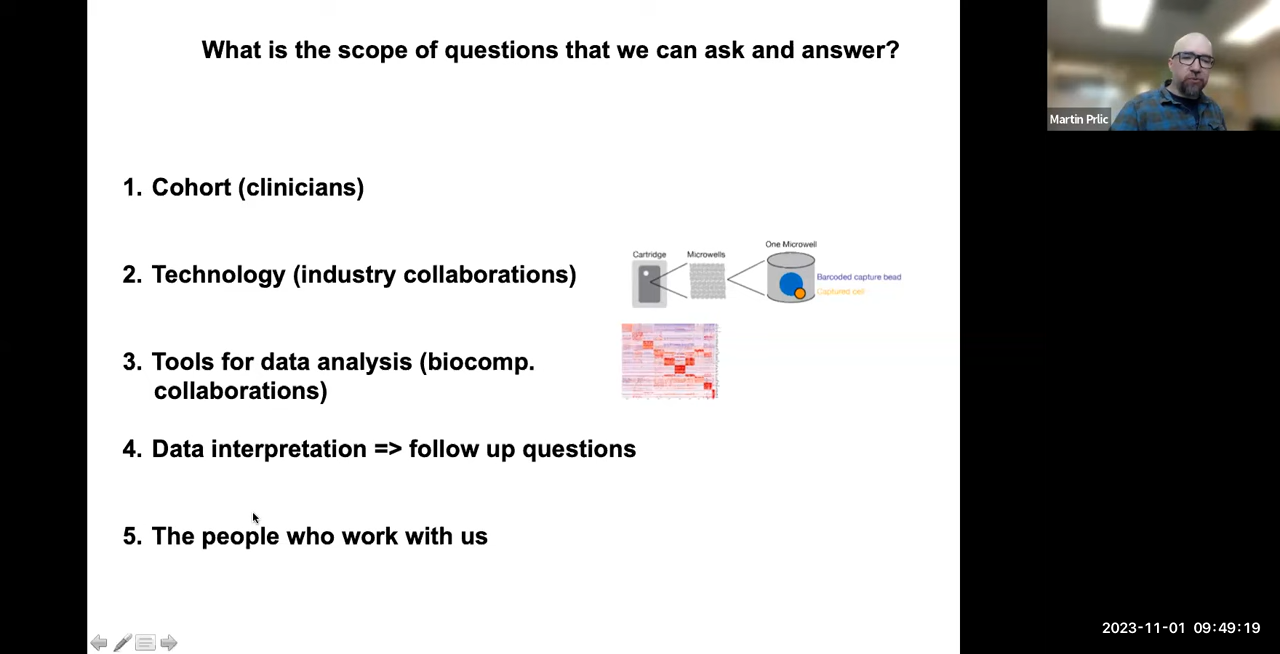 What is the scope of questions that we can ask and answer?
Martin Prlic
1. Cohort (clinicians)
2. Technology (industry collaborations)
Cartridge
Microwells
One Microwell
Barcoded capture bead
Captured cell
3. Tools for data analysis (biocomp.
collaborations)
4. Data interpretation => follow up questions
5. The people who work with us
2023-11-01 09:49:19